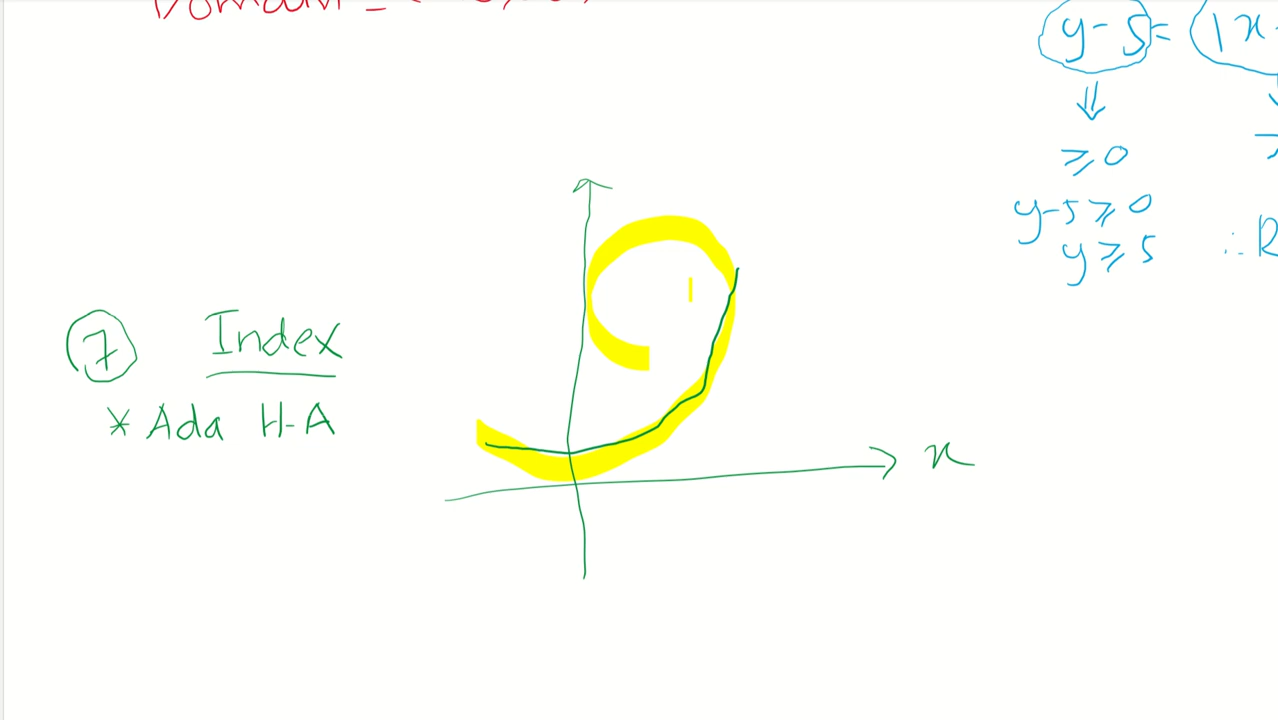 y-5=(|x
≥0
y-5≥0
y≥5
∴R
7 Index
* Ada H-A
x